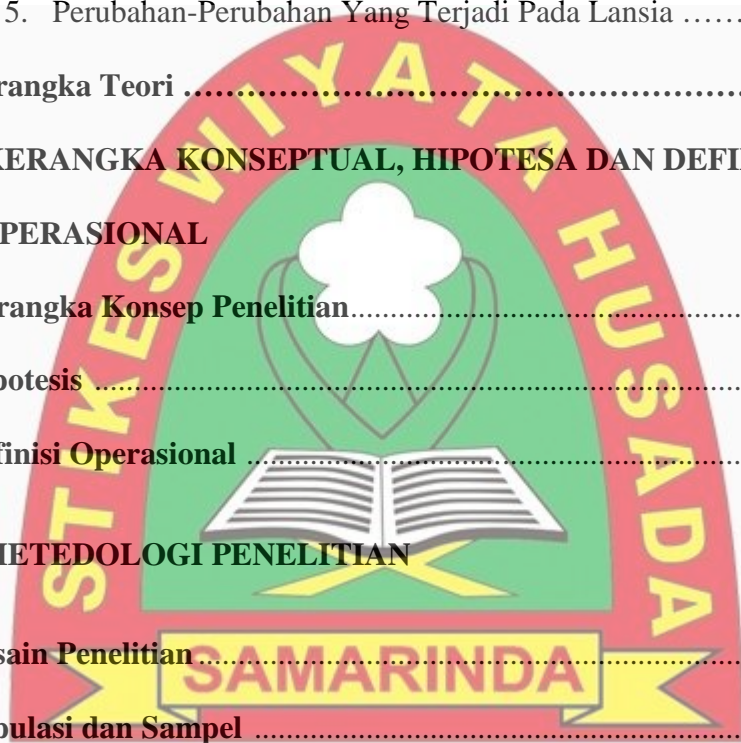 5. Perubahan-Perubahan Yang Terjadi Pada Lansia ……
rangka Teori ……………………………………………
KERANGKA KONSEPTUAL, HIPOTESA DAN DEFI
PERASIONAL
rangka Konsep Penelitian..................................................
potesis ..............................................................................
finisi Operasional ..............................................................
METEDOLOGI PENELITIAN
sain Penelitian ..................................................................
pulasi dan Sampel .............................................................
STIKES WIYATA HUSADA
SAMARINDA